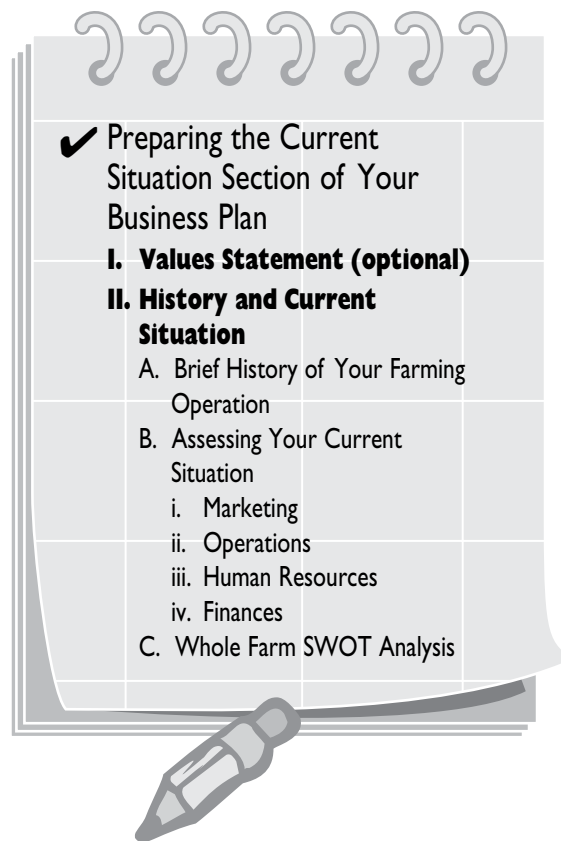 ✔ Preparing the Current
Situation Section of Your
Business Plan
I. Values Statement (optional)
II. History and Current
Situation
A. Brief History of Your Farming
Operation
B. Assessing Your Current
Situation
i. Marketing
ii. Operations
iii. Human Resources
iv. Finances
C. Whole Farm SWOT Analysis